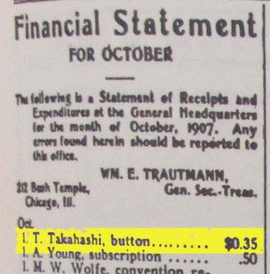 Financial Statement
FOR OCTOBER
The following is a Statement of Receipts and
Expenditures at the General Headquarters
for the month of October, 1907. Any
errors found herein should be reported to
this office.
WM. E. TRAUTMANN,
212 Bush Temple, Gen. Sec.-Treas.
Chicago, Ill.
Oct.
1. T. Takahashi, button......... $0.35
1. A. Young, subscription ...... .50
1. M. W. Wolfe, convention re-